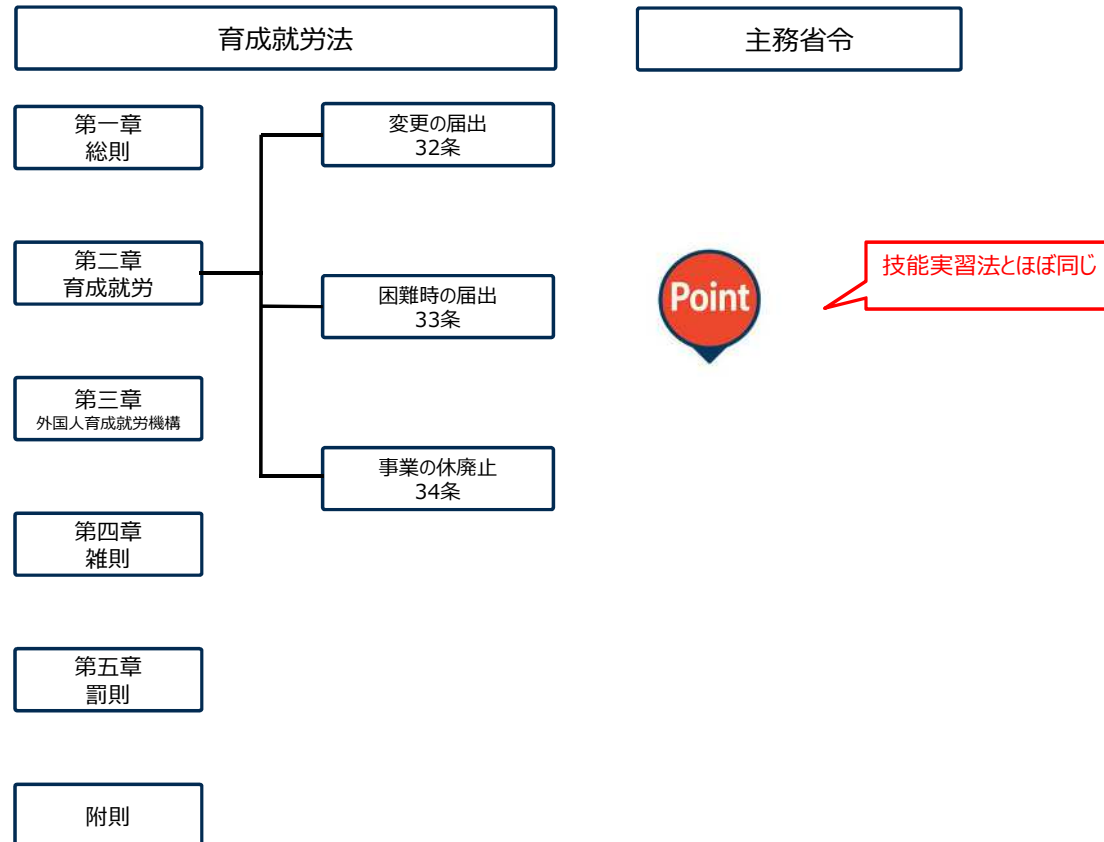 育成就労法
主務省令
第一章
総則
変更の届出
32条
第二章
育成就労
困難時の届出
33条
Point
技能実習法とほぼ同じ
第三章
外国人育成就労機構
事業の休廃止
34条
第四章
雑則
第五章
罰則
附則